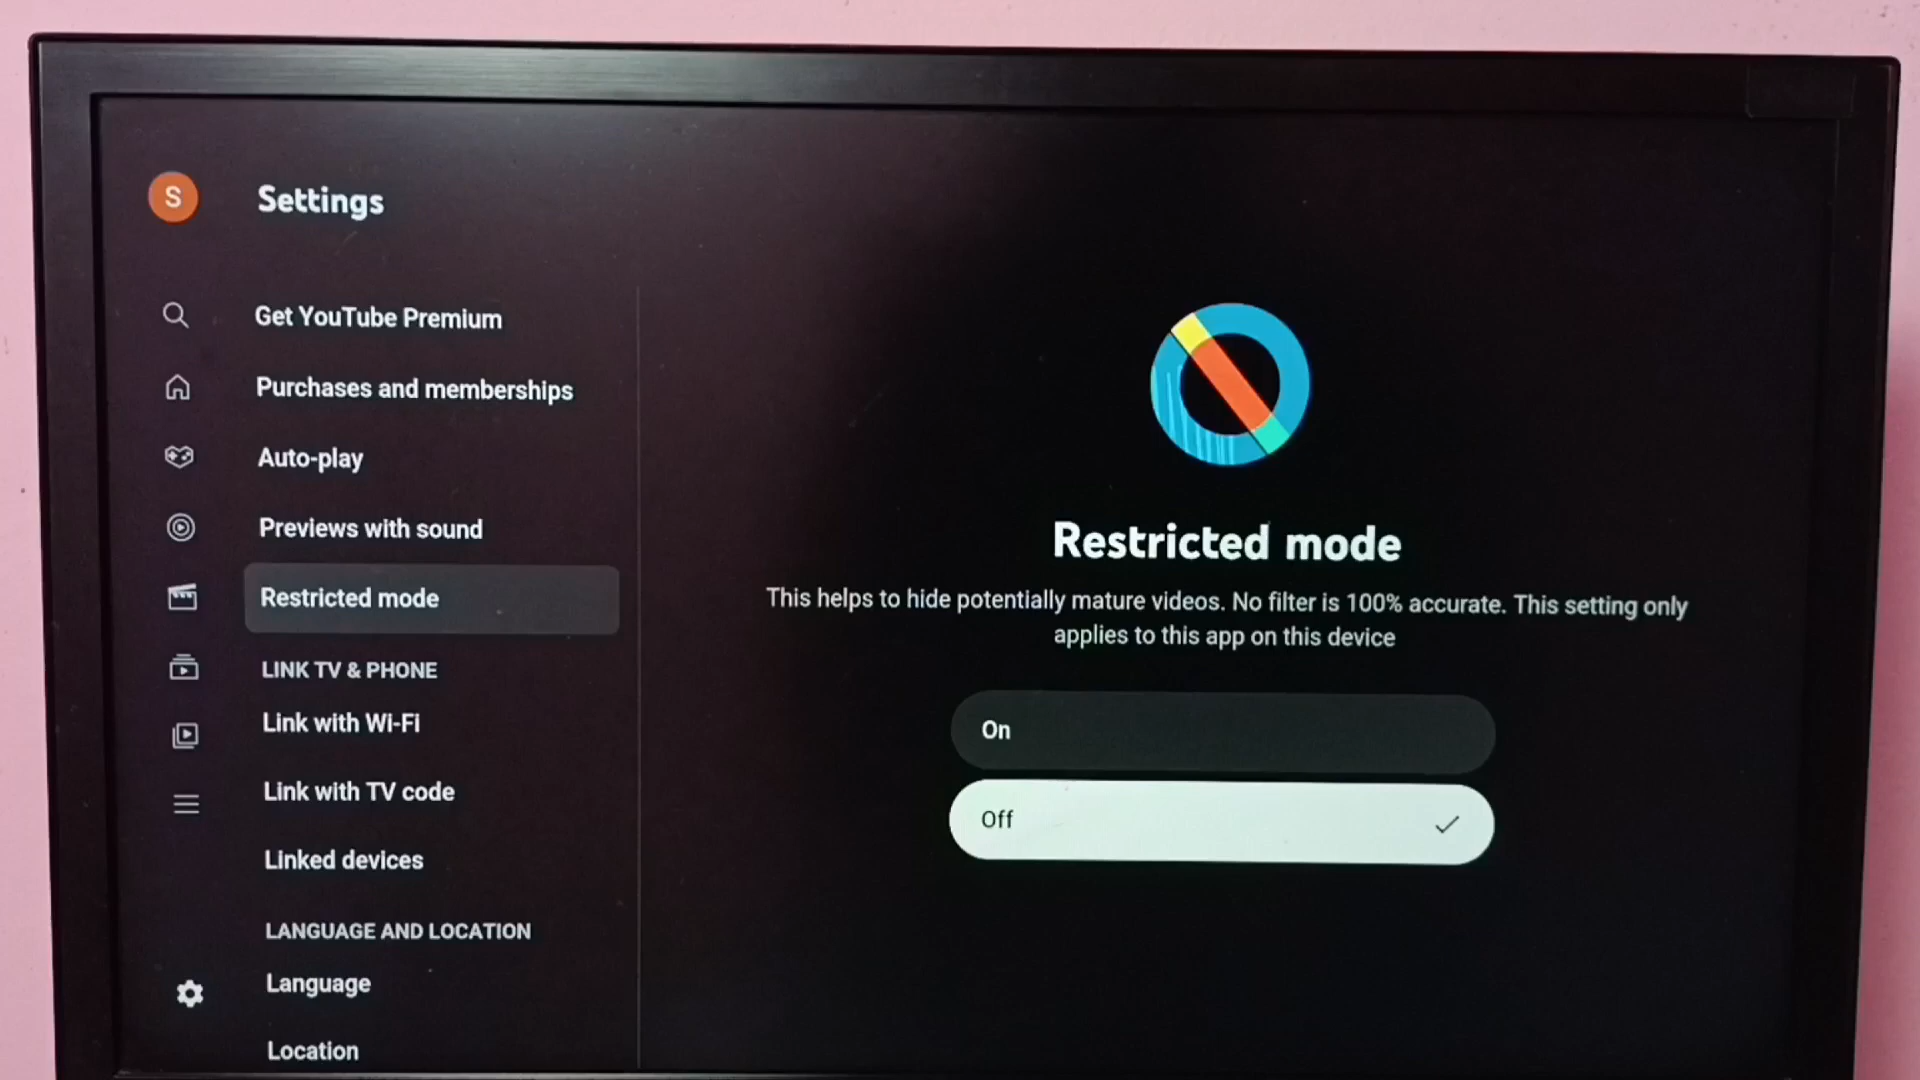 S
Settings
Get YouTube Premium
Purchases and memberships
Auto-play
Previews with sound
Restricted mode
LINK TV & PHONE
Link with Wi-Fi
Link with TV code
Linked devices
LANGUAGE AND LOCATION
Language
Location
Restricted mode
This helps to hide potentially mature videos. No filter is 100% accurate. This setting only
applies to this app on this device
On
Off